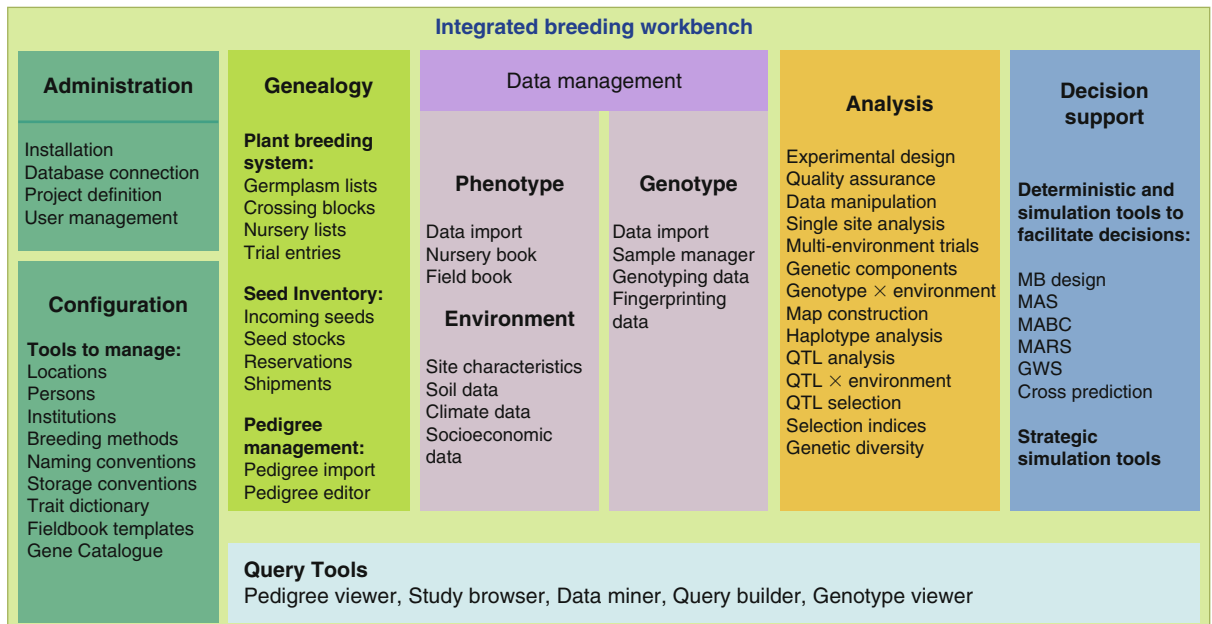 Integrated breeding workbench
Administration
Installation
Database connection
Project definition
User management
Configuration
Tools to manage:
Locations
Persons
Institutions
Breeding methods
Naming conventions
Storage conventions
Trait dictionary
Fieldbook templates
Gene Catalogue
Genealogy
Plant breeding
system:
Germplasm lists
Crossing blocks
Nursery lists
Trial entries
Seed Inventory:
Incoming seeds
Seed stocks
Reservations
Shipments
Pedigree
management:
Pedigree import
Pedigree editor
Data management
Phenotype
Data import
Nursery book
Field book
Environment
Site characteristics
Soil data
Climate data
Socioeconomic
data
Genotype
Data import
Sample manager
Genotyping data
Fingerprinting
data
Analysis
Experimental design
Quality assurance
Data manipulation
Single site analysis
Multi-environment trials
Genetic components
Genotype × environment
Map construction
Haplotype analysis
QTL analysis
QTL × environment
QTL selection
Selection indices
Genetic diversity
Decision
support
Deterministic and
simulation tools to
facilitate decisions:
MB design
MAS
MABC
MARS
GWS
Cross prediction
Strategic
simulation tools
Query Tools
Pedigree viewer, Study browser, Data miner, Query builder, Genotype viewer